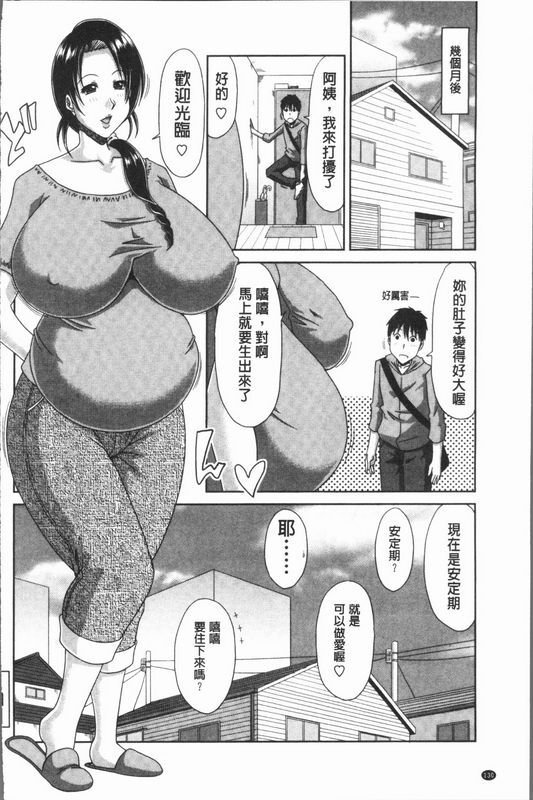 幾個月後
阿姨，
我來打擾了
好的♡
歡迎光臨♡
妳的肚子變得好大喔
好厲害—
嘻嘻，對啊
馬上就要生出來了
現在是安定期
安定期？
就是
可以做愛喔♡
耶……
嘻嘻
要住下來嗎？
130